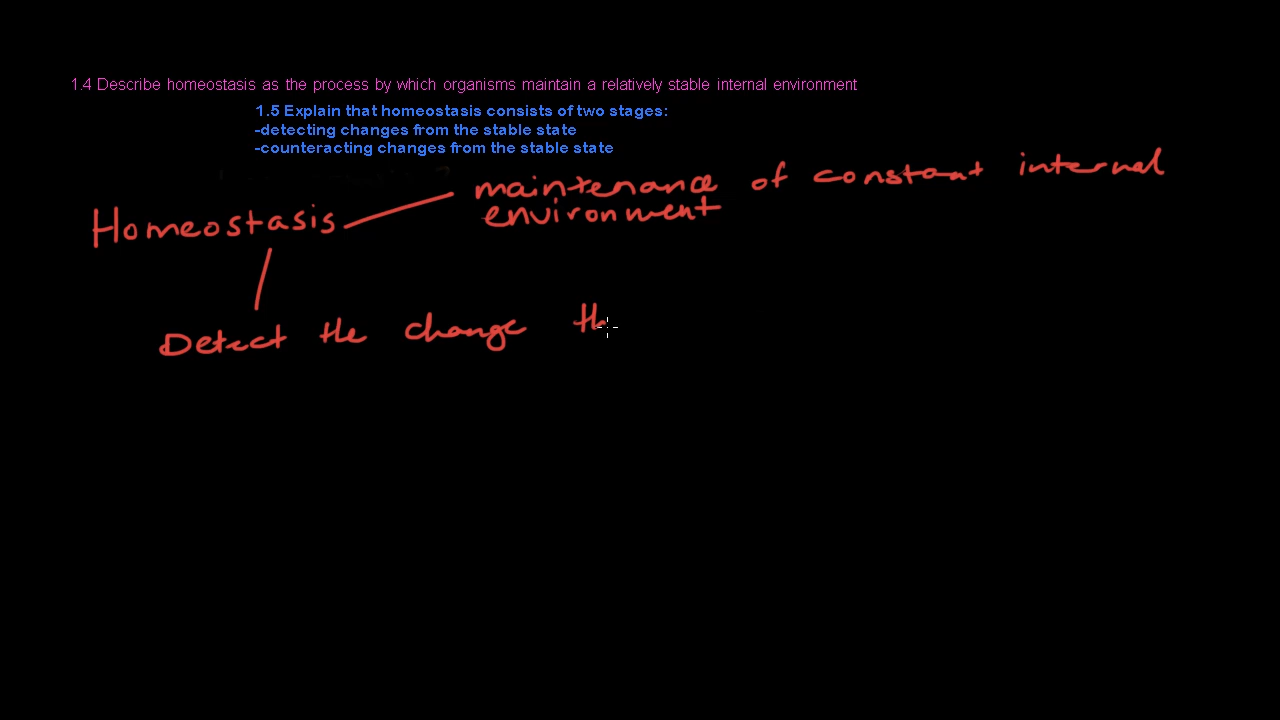 1.4 Describe homeostasis as the process by which organisms maintain a relatively stable internal environment
1.5 Explain that homeostasis consists of two stages:
-detecting changes from the stable state
-counteracting changes from the stable state
Homeostasis
maintenance of constant internal
environment
Detect the change